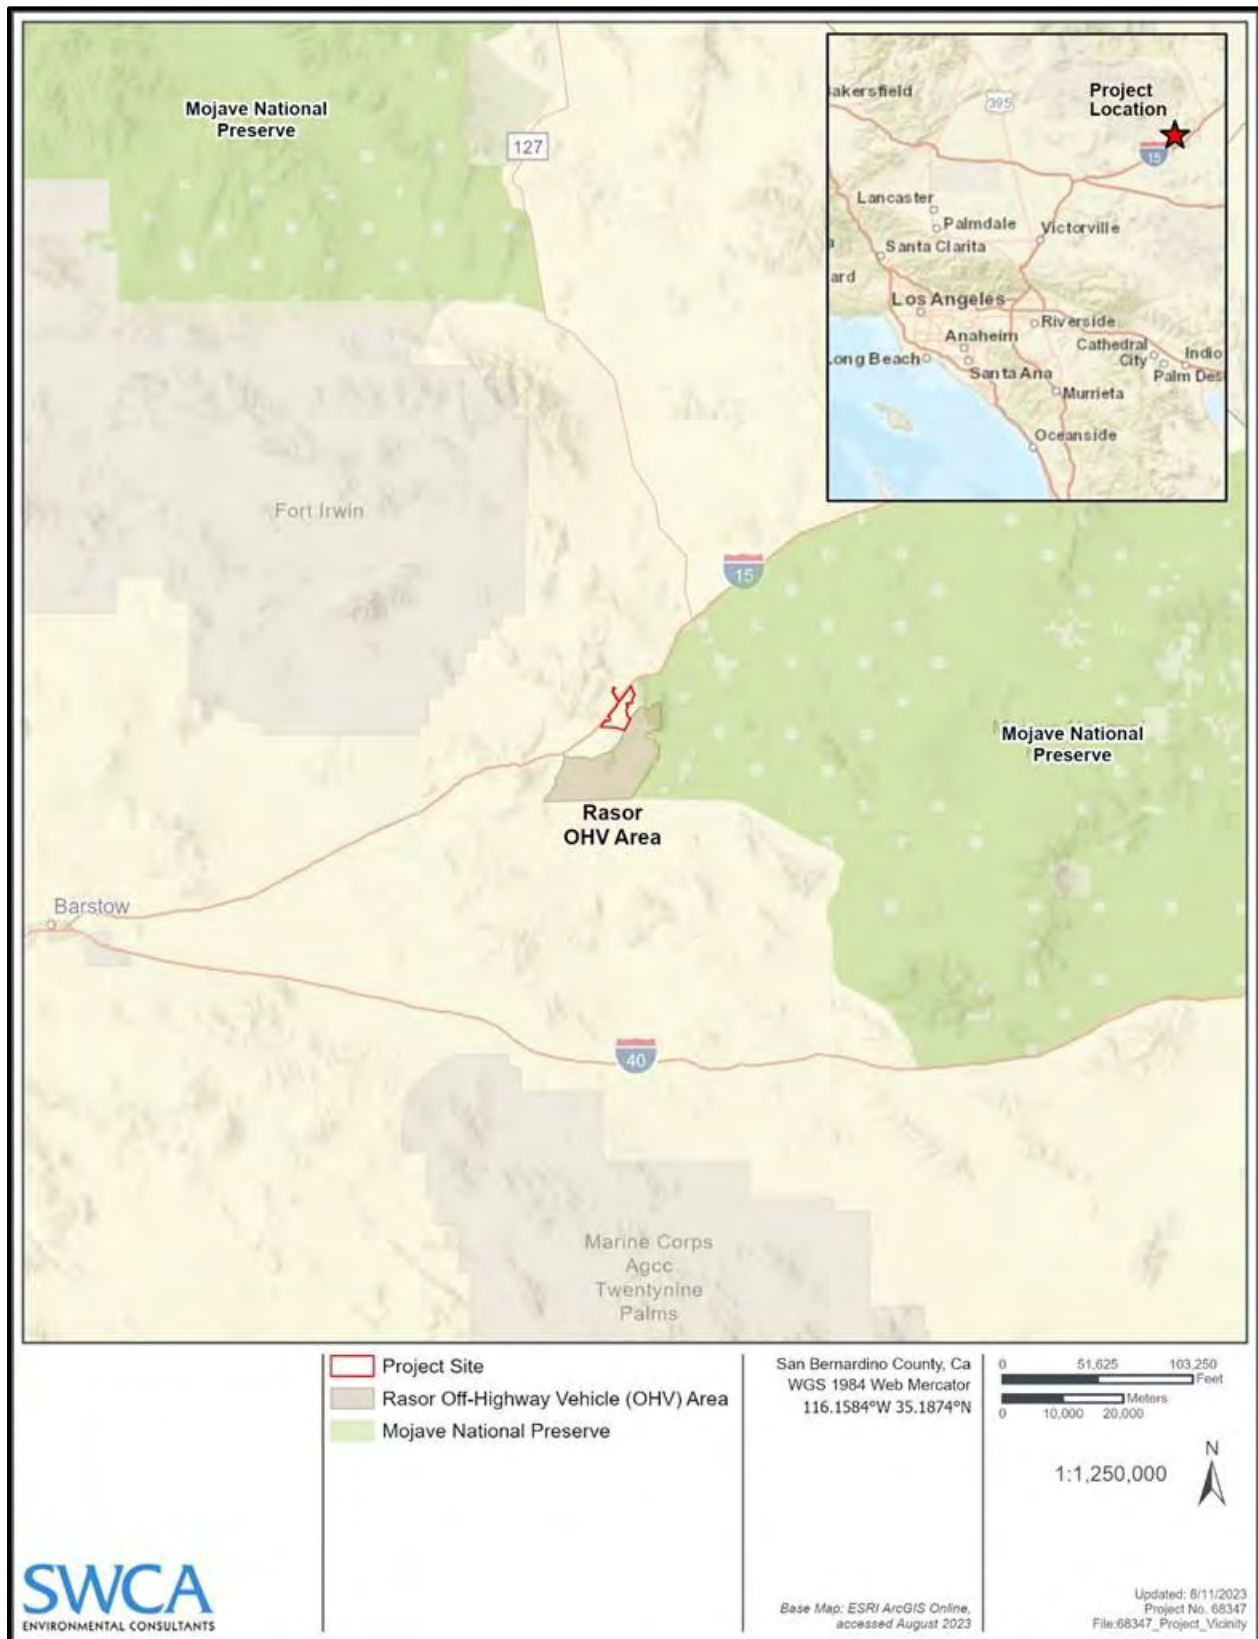 Mojave National
Preserve
127
akersfield
395
Project
Location
15
Lancaster
Palmdale
Victorville
Santa Clarita
ard
Los Angeles
Riverside
Anaheim
Cathedral
City
Indio
Long Beach
Santa Ana
Palm Des
Murrieta
Oceanside
Fort Irwin
15
Mojave National
Preserve
Rasor
OHV Area
Barstow
40
Marine Corps
Agcc
Twentynine
Palms
Project Site
Rasor Off-Highway Vehicle (OHV) Area
Mojave National Preserve
San Bernardino County, Ca
WGS 1984 Web Mercator
116.1584°W 35.1874°N
0 51,625 103,250
Feet
Meters
0 10,000 20,000
N
1:1,250,000
SWCA
ENVIRONMENTAL CONSULTANTS
Base Map: ESRI ArcGIS Online,
accessed August 2023
Updated: 8/11/2023
Project No. 68347
File:68347_Project_Vicinity